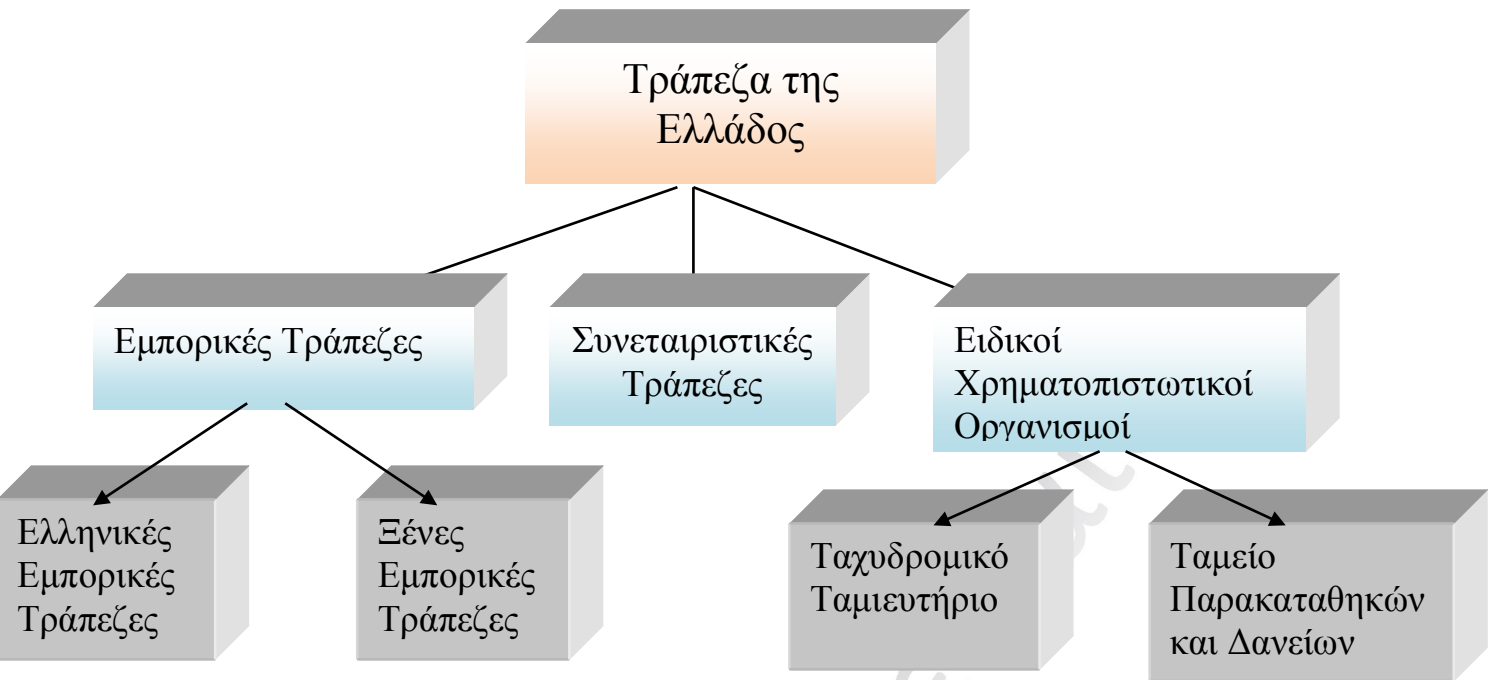 Τράπεζα της
Ελλάδος
Εμπορικές Τράπεζες
Συνεταιριστικές
Τράπεζες
Ειδικοί
Χρηματοπιστωτικοί
Οργανισμοί
Ελληνικές
Εμπορικές
Τράπεζες
Ξένες
Εμπορικές
Τράπεζες
Ταχυδρομικό
Ταμιευτήριο
Ταμείο
Παρακαταθηκών
και Δανείων